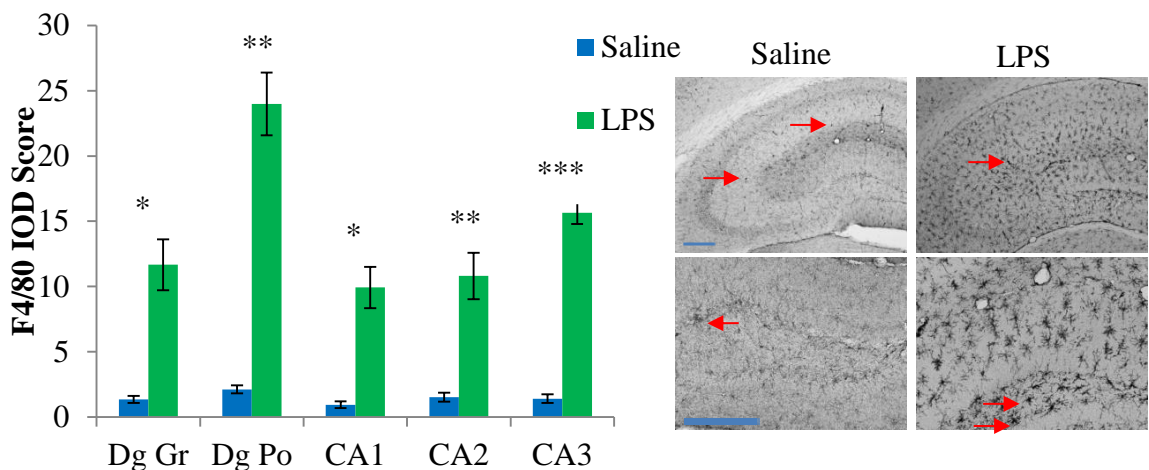 F4/80 IOD Score
30
25
20
15
10
5
0
*
**
*
**
***
Dg Gr
Dg Po
CA1
CA2
CA3
Saline
LPS
Saline
LPS